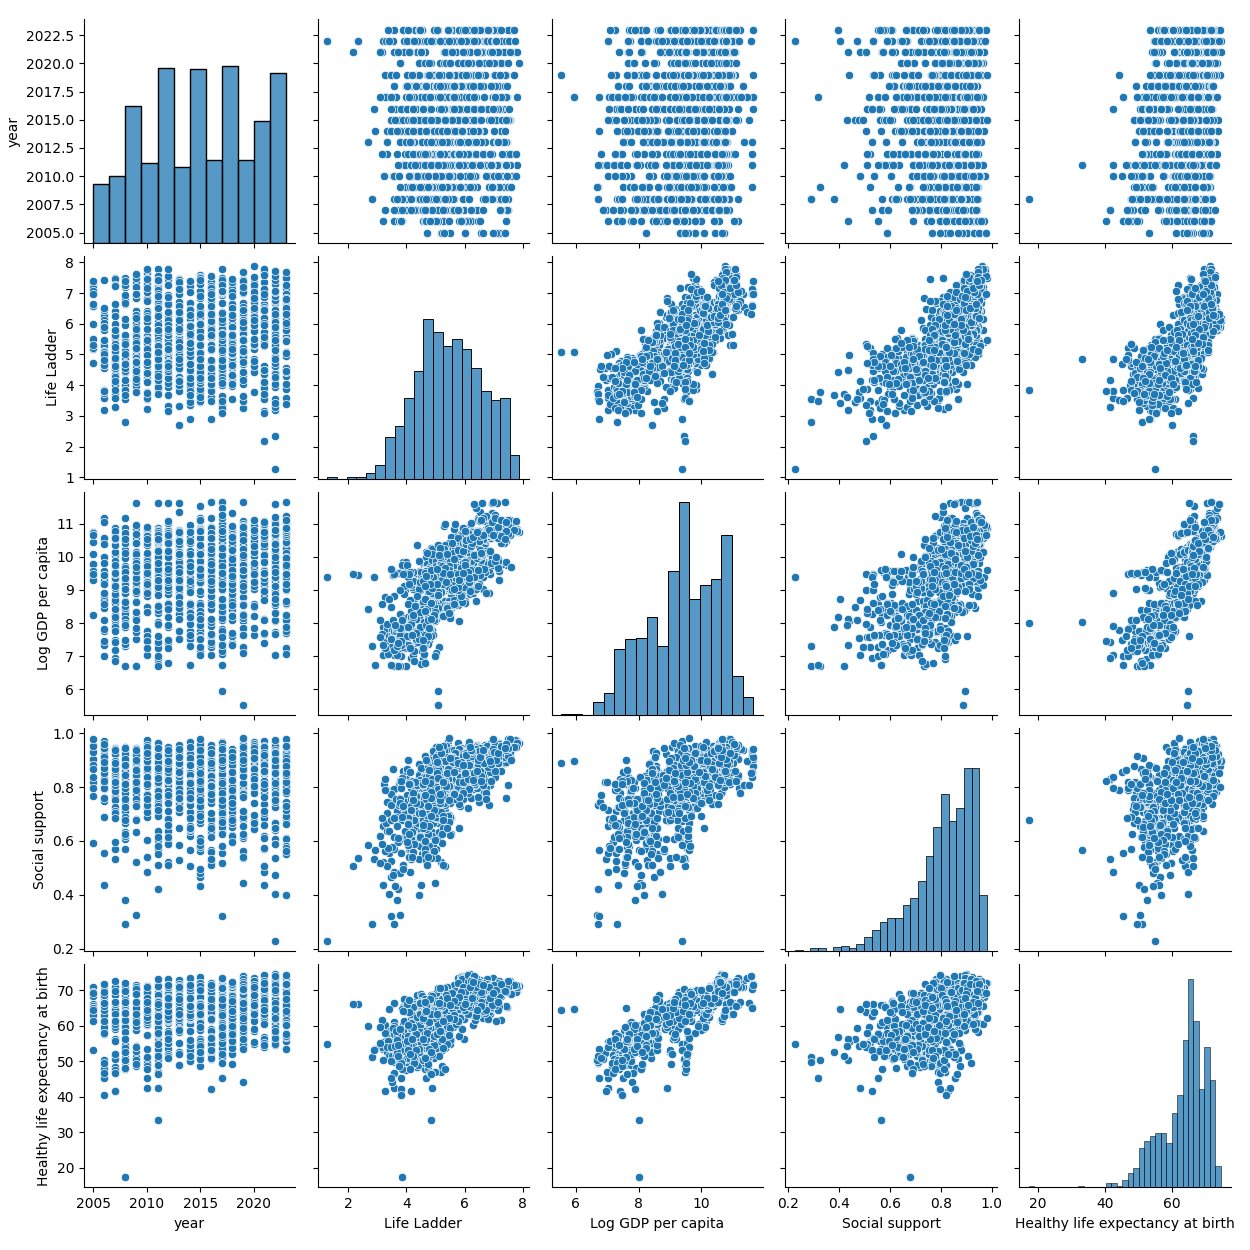 2022.5
2020.0
2017.5
2015.0
2012.5
2010.0
2007.5
2005.0
year
8
7
6
5
4
3
2
1
Life Ladder
11
10
9
8
7
6
Log GDP per capita
1.0
0.8
0.6
0.4
0.2
Social support
70
60
50
40
30
20
Healthy life expectancy at birth
2005 2010 2015 2020
year
2 4 6 8
Life Ladder
6 8 10
Log GDP per capita
0.2 0.4 0.6 0.8 1.0
Social support
20 40 60
Healthy life expectancy at birth